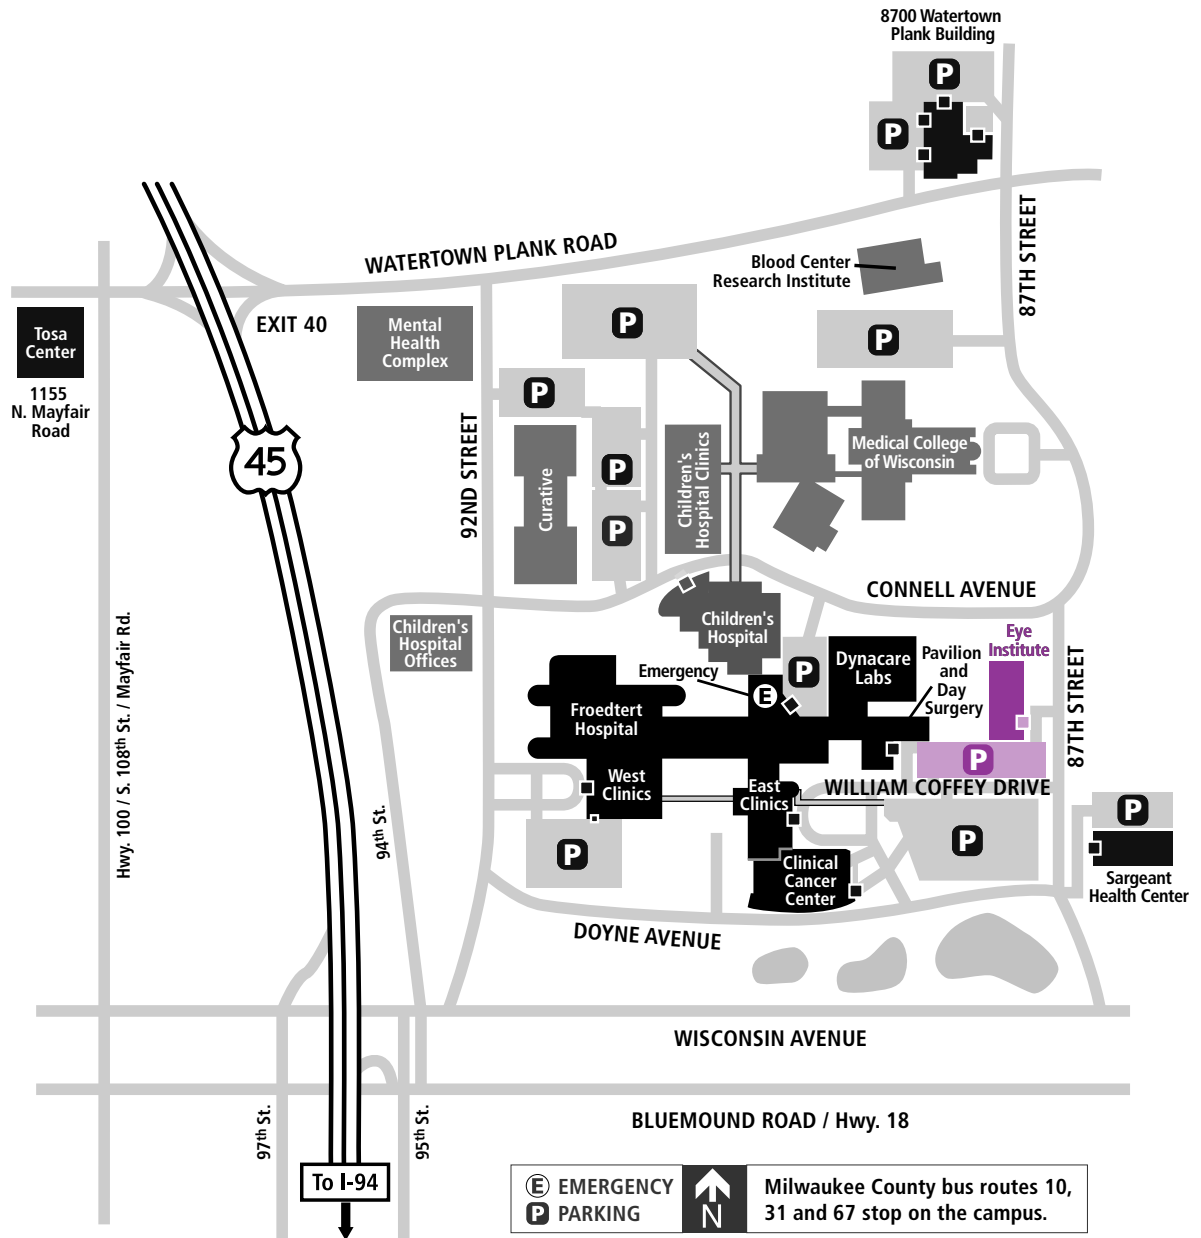 8700 Watertown
Plank Building
P
P
87TH STREET
WATERTOWN PLANK ROAD
Blood Center
Research Institute
EXIT 40
Tosa
Center
1155
N. Mayfair
Road
Mental
Health
Complex
P
P
P
45
92ND STREET
Curative
P
P
Children's
Hospital Clinics
Medical College
of Wisconsin
CONNELL AVENUE
Hwy. 100 / S. 108th St. / Mayfair Rd.
Children's
Hospital
Offices
Children's
Hospital
Eye
Institute
Emergency
E
P
Dynacare
Labs
Pavilion
and
Day
Surgery
87TH STREET
Froedtert
Hospital
P
West
Clinics
East
Clinics
WILLIAM COFFEY DRIVE
94th St.
P
P
P
Clinical
Cancer
Center
Sargeant
Health Center
DOYNE AVENUE
WISCONSIN AVENUE
BLUEMOUND ROAD / Hwy. 18
97th St.
95th St.
To I-94
E EMERGENCY
P PARKING
N
Milwaukee County bus routes 10,
31 and 67 stop on the campus.